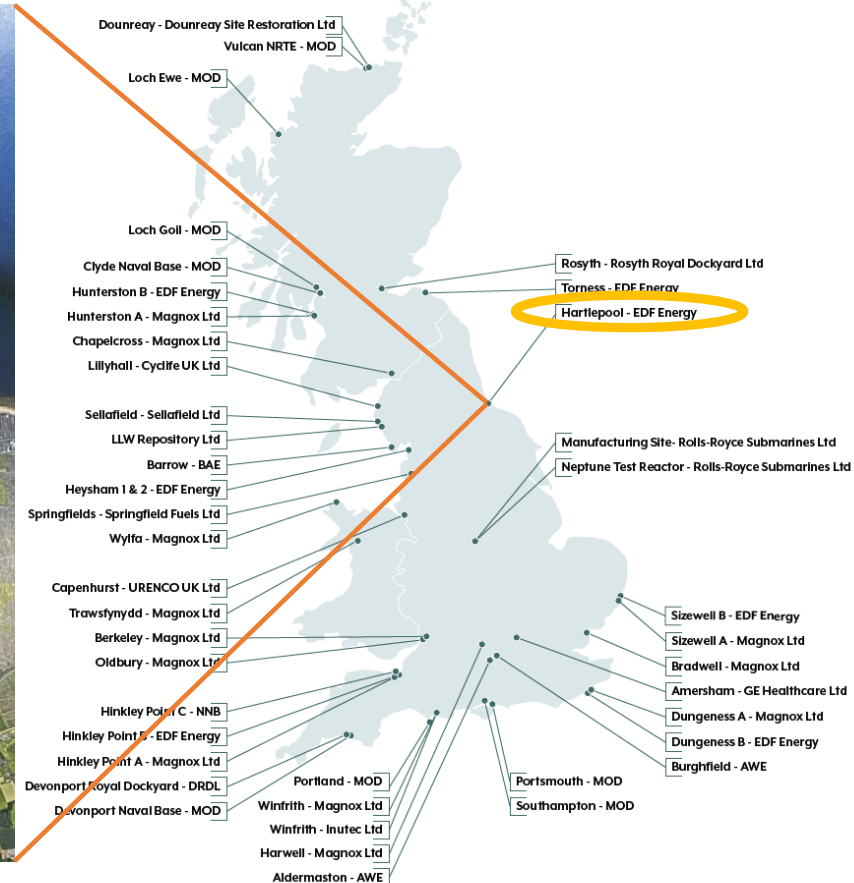 Dounreay - Dounreay Site Restoration Ltd
Vulcan NRTE - MOD
Loch Ewe - MOD
Loch Goil - MOD
Clyde Naval Base - MOD
Hunterston B - EDF Energy
Hunterston A - Magnox Ltd
Chapelcross - Magnox Ltd
Lillyhall - Cyclife UK Ltd
Sellafield - Sellafield Ltd
LLW Repository Ltd
Barrow - BAE
Heysham 1 & 2 - EDF Energy
Springfields - Springfield Fuels Ltd
Wylfa - Magnox Ltd
Capenhurst - URENCO UK Ltd
Trawsfynydd - Magnox Ltd
Berkeley - Magnox Ltd
Oldbury - Magnox Ltd
Hinkley Point C - NNB
Hinkley Point B - EDF Energy
Hinkley Point A - Magnox Ltd
Devonport Royal Dockyard - DRDL
Devonport Naval Base - MOD
Portland - MOD
Winfrith - Magnox Ltd
Winfrith - Inutec Ltd
Harwell - Magnox Ltd
Aldermaston - AWE
Rosyth - Rosyth Royal Dockyard Ltd
Torness - EDF Energy
Hartlepool - EDF Energy
Manufacturing Site- Rolls-Royce Submarines Ltd
Neptune Test Reactor - Rolls-Royce Submarines Ltd
Sizewell B - EDF Energy
Sizewell A - Magnox Ltd
Bradwell - Magnox Ltd
Amersham - GE Healthcare Ltd
Dungeness A - Magnox Ltd
Dungeness B - EDF Energy
Burghfield - AWE
Portsmouth - MOD
Southampton - MOD